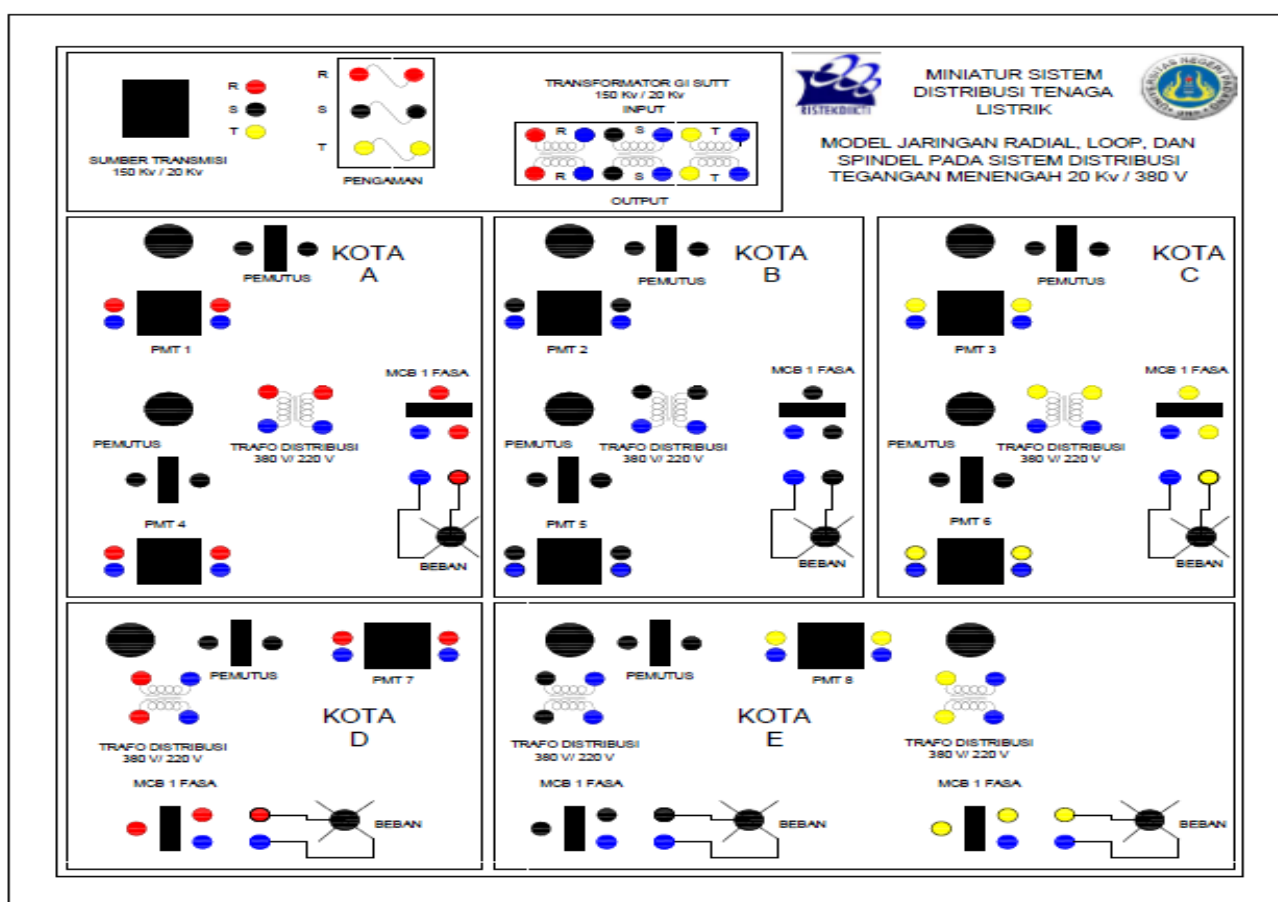 R
S
T
SUMBER TRANSMISI
150 Kv / 20 Kv
R
S
T
PENGAMAN
TRANSFORMATOR GI SUTT
150 Kv / 20 Kv
INPUT
R S T
R S T
OUTPUT
RISTEKDIKTI
MINIATUR SISTEM
DISTRIBUSI TENAGA
LISTRIK
UNIVERSITAS NEGERI PADANG
UNP
MODEL JARINGAN RADIAL, LOOP, DAN
SPINDEL PADA SISTEM DISTRIBUSI
TEGANGAN MENENGAH 20 Kv / 380 V
KOTA
A
PEMUTUS
PMT 1
MCB 1 FASA
PEMUTUS
TRAFO DISTRIBUSI
380 V/ 220 V
PMT 4
BEBAN
KOTA
B
PEMUTUS
PMT 2
MCB 1 FASA
PEMUTUS
TRAFO DISTRIBUSI
380 V/ 220 V
PMT 5
BEBAN
KOTA
C
PEMUTUS
PMT 3
MCB 1 FASA
PEMUTUS
TRAFO DISTRIBUSI
380 V/ 220 V
PMT 6
BEBAN
PEMUTUS
PMT 7
KOTA
D
TRAFO DISTRIBUSI
380 V/ 220 V
MCB 1 FASA
BEBAN
PEMUTUS
PMT 8
KOTA
E
TRAFO DISTRIBUSI
380 V/ 220 V
MCB 1 FASA
BEBAN
TRAFO DISTRIBUSI
380 V/ 220 V
MCB 1 FASA
BEBAN